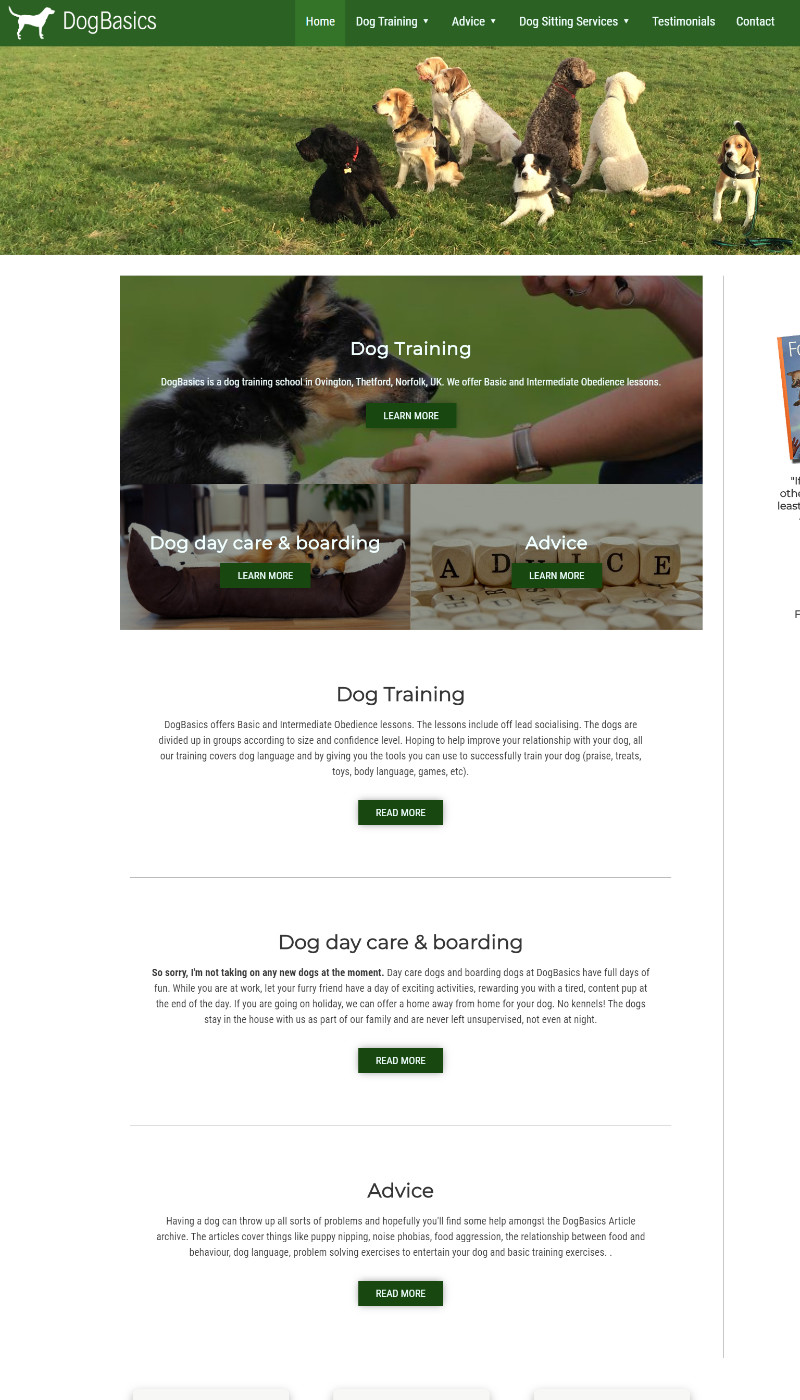 DogBasics
Home Dog Training ▼ Advice ▼ Dog Sitting Services ▼ Testimonials Contact
Dog Training
DogBasics is a dog training school in Ovington, Thetford, Norfolk, UK. We offer Basic and Intermediate Obedience lessons.
LEARN MORE
Dog day care & boarding
LEARN MORE
Advice
A D V I C E
LEARN MORE
Dog Training
DogBasics offers Basic and Intermediate Obedience lessons. The lessons include off lead socialising. The dogs are
divided up in groups according to size and confidence level. Hoping to help improve your relationship with your dog, all
our training covers dog language and by giving you the tools you can use to successfully train your dog (praise, treats,
toys, body language, games, etc).
READ MORE
Dog day care & boarding
So sorry, I'm not taking on any new dogs at the moment. Day care dogs and boarding dogs at DogBasics have full days of
fun. While you are at work, let your furry friend have a day of exciting activities, rewarding you with a tired, content pup at
the end of the day. If you are going on holiday, we can offer a home away from home for your dog. No kennels! The dogs
stay in the house with us as part of our family and are never left unsupervised, not even at night.
READ MORE
Advice
Having a dog can throw up all sorts of problems and hopefully you'll find some help amongst the DogBasics Article
archive. The articles cover things like puppy nipping, noise phobias, food aggression, the relationship between food and
behaviour, dog language, problem solving exercises to entertain your dog and basic training exercises. .
READ MORE